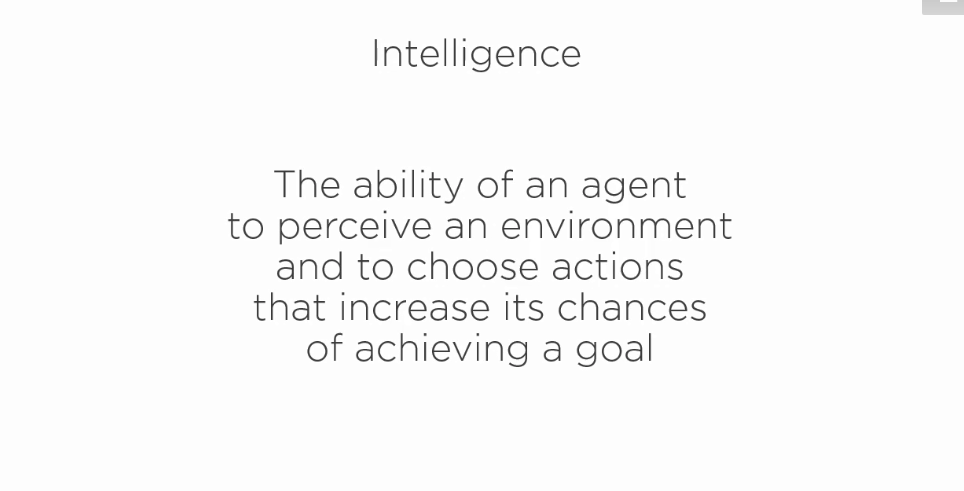 Intelligence
The ability of an agent
to perceive an environment
and to choose actions
that increase its chances
of achieving a goal